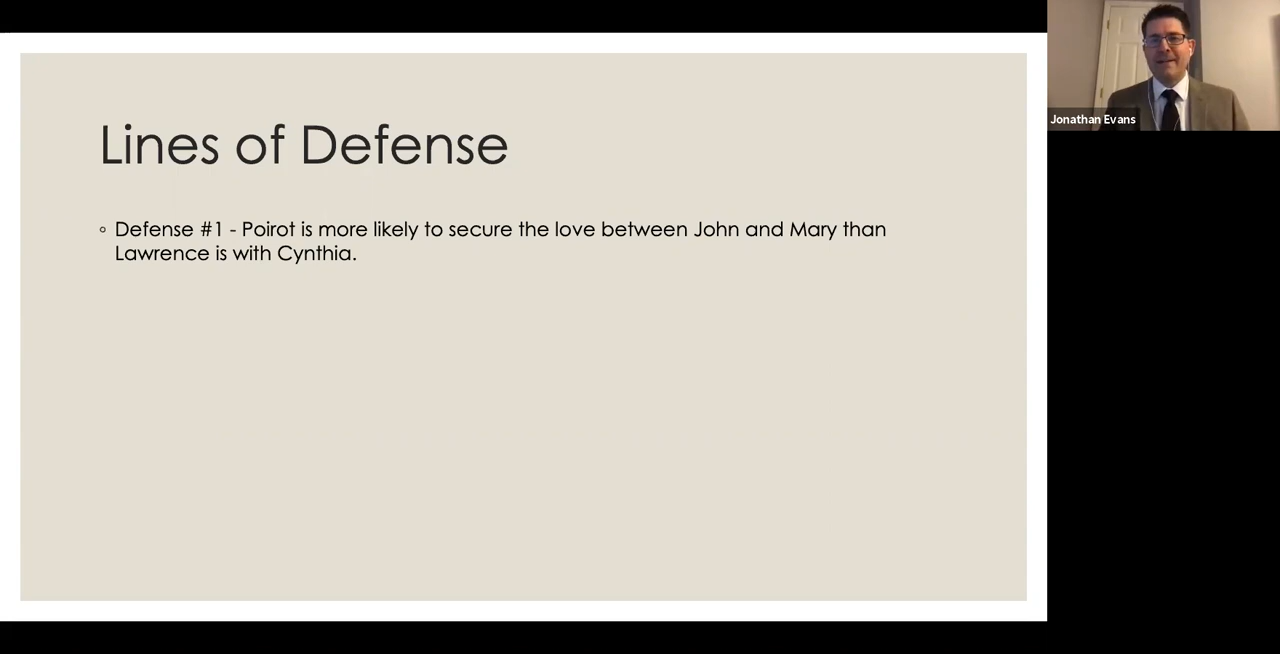 Lines of Defense
◦ Defense #1 - Poirot is more likely to secure the love between John and Mary than
Lawrence is with Cynthia.
Jonathan Evans